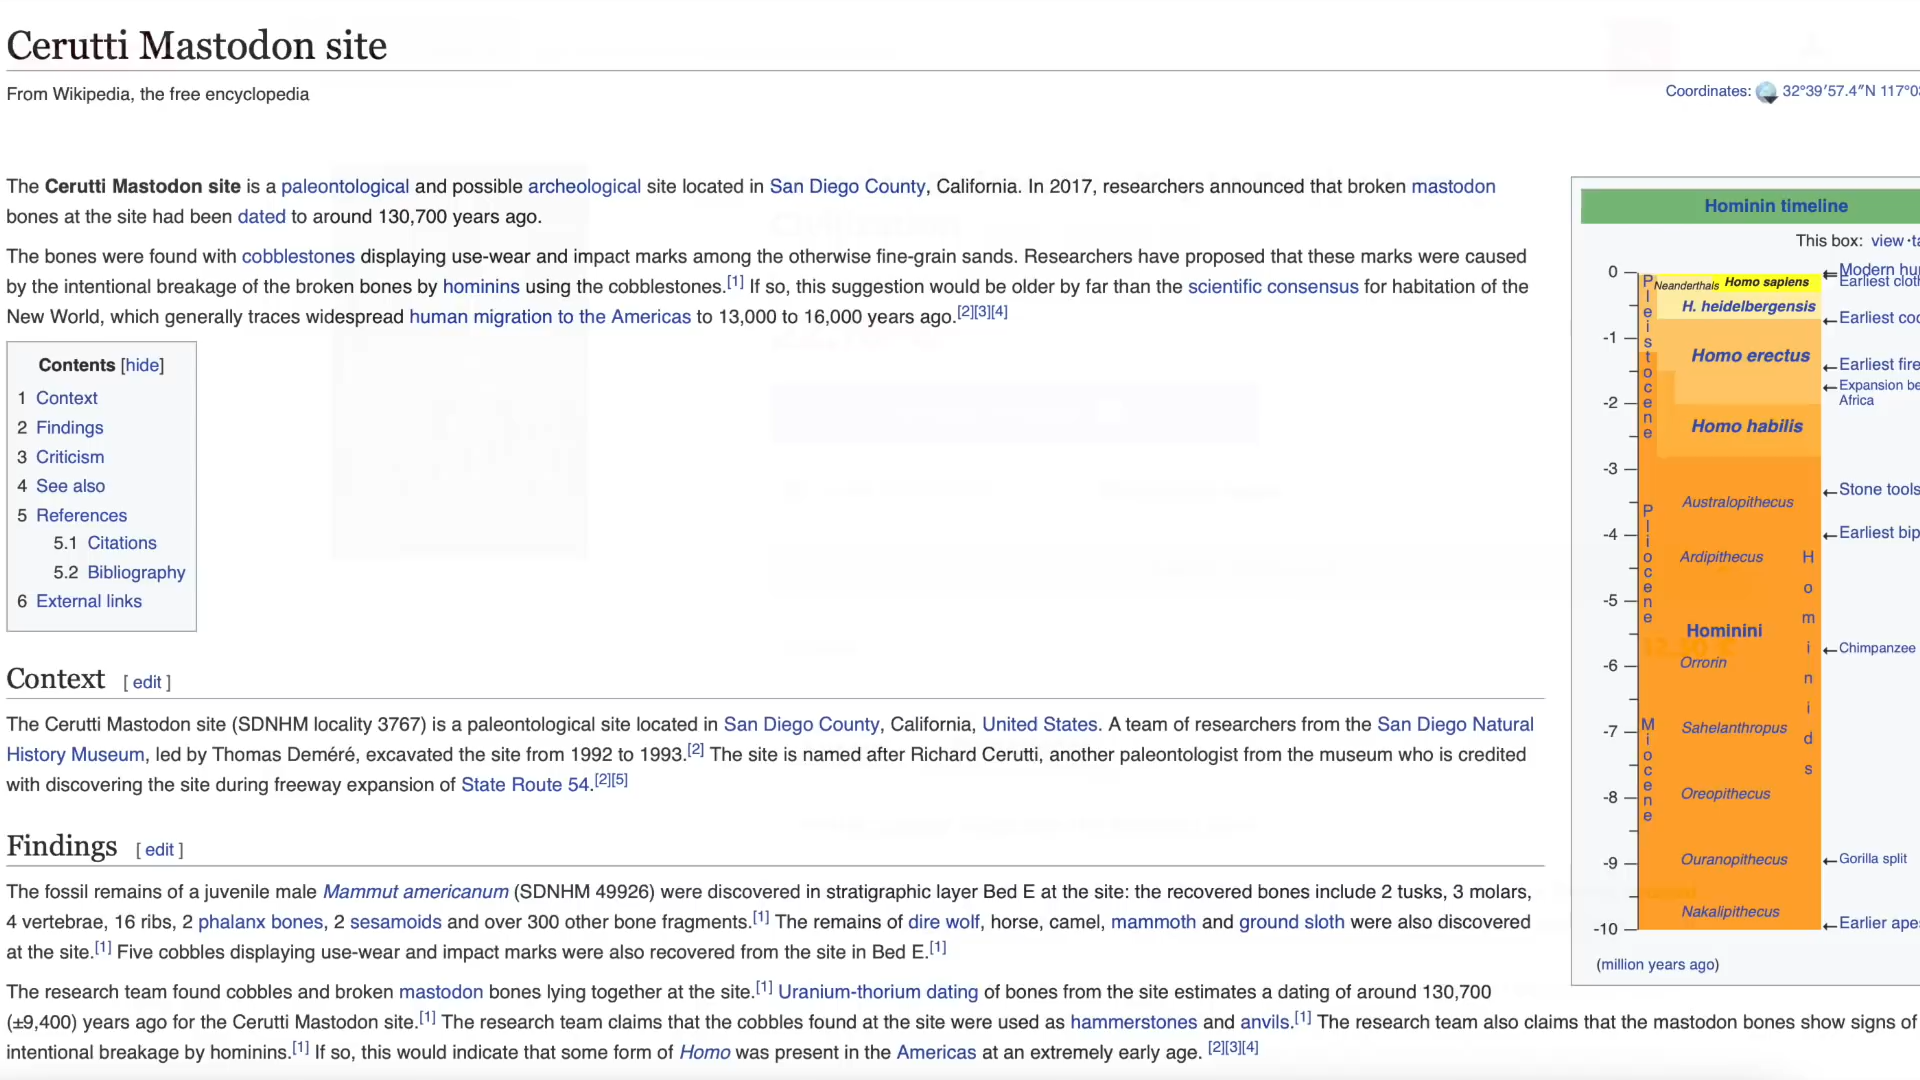 Cerutti Mastodon site
From Wikipedia, the free encyclopedia
Coordinates: 32°39′57.4″N 117°0
The Cerutti Mastodon site is a paleontological and possible archeological site located in San Diego County, California. In 2017, researchers announced that broken mastodon
bones at the site had been dated to around 130,700 years ago.
The bones were found with cobblestones displaying use-wear and impact marks among the otherwise fine-grain sands. Researchers have proposed that these marks were caused
by the intentional breakage of the broken bones by hominins using the cobblestones.[1] If so, this suggestion would be older by far than the scientific consensus for habitation of the
New World, which generally traces widespread human migration to the Americas to 13,000 to 16,000 years ago.[2][3][4]
Contents [hide]
1 Context
2 Findings
3 Criticism
4 See also
5 References
5.1 Citations
5.2 Bibliography
6 External links
Context [ edit ]
The Cerutti Mastodon site (SDNHM locality 3767) is a paleontological site located in San Diego County, California, United States. A team of researchers from the San Diego Natural
History Museum, led by Thomas Deméré, excavated the site from 1992 to 1993.[2] The site is named after Richard Cerutti, another paleontologist from the museum who is credited
with discovering the site during freeway expansion of State Route 54.[2][5]
Findings [ edit ]
The fossil remains of a juvenile male Mammut americanum (SDNHM 49926) were discovered in stratigraphic layer Bed E at the site: the recovered bones include 2 tusks, 3 molars,
4 vertebrae, 16 ribs, 2 phalanx bones, 2 sesamoids and over 300 other bone fragments.[1] The remains of dire wolf, horse, camel, mammoth and ground sloth were also discovered
at the site.[1] Five cobbles displaying use-wear and impact marks were also recovered from the site in Bed E.[1]
The research team found cobbles and broken mastodon bones lying together at the site.[1] Uranium-thorium dating of bones from the site estimates a dating of around 130,700
(±9,400) years ago for the Cerutti Mastodon site.[1] The research team claims that the cobbles found at the site were used as hammerstones and anvils.[1] The research team also claims that the mastodon bones show signs of
intentional breakage by hominins.[1] If so, this would indicate that some form of Homo was present in the Americas at an extremely early age. [2][3][4]
Hominin timeline
This box: view · ta
0
-1
-2
-3
-4
-5
-6
-7
-8
-9
-10
Pleistocene
Pliocene
Miocene
Hominids
Neanderthals
Homo sapiens
H. heidelbergensis
Homo erectus
Homo habilis
Australopithecus
Ardipithecus
Hominini
Orrorin
Sahelanthropus
Oreopithecus
Ouranopithecus
Nakalipithecus
Modern hu
Earliest clot
Earliest coo
Earliest fire
Expansion be
Africa
Stone tools
Earliest bip
Chimpanzee
Gorilla split
Earlier ape
(million years ago)